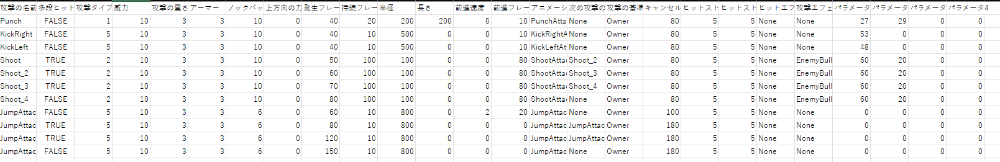 攻撃の名前 多段ヒット 攻撃タイプ 威力 攻撃の重さ アーマー ノックバッ 上方向の力 発生フレー 持続フレー 半径 長さ 前進速度 前進フレー アニメーシ 次の攻撃の 攻撃の基準 キャンセル ヒットスト ヒットスト ヒットエフ 攻撃エフェ パラメータ パラメータ パラメータ パラメータ4
Punch FALSE 1 10 3 3 10 0 40 20 200 200 0 10 PunchAtta None Owner 80 5 5 None None 27 29 0 0
KickRight FALSE 5 10 3 3 10 0 40 10 500 0 10 KickRightA None Owner 80 5 5 None None 53 0 0 0
KickLeft FALSE 5 10 3 3 10 0 40 10 500 0 10 KickLeftAt None Owner 80 5 5 None None 48 0 0 0
Shoot TRUE 2 10 3 3 10 0 50 100 100 0 0 80 ShootAttac Shoot_2 Owner 80 5 5 None EnemyBull 60 20 0 0
Shoot_2 TRUE 2 10 3 3 10 0 60 100 100 0 0 80 ShootAttac Shoot_3 Owner 80 5 5 None EnemyBull 60 20 0 0
Shoot_3 TRUE 2 10 3 3 10 0 70 100 100 0 0 80 ShootAttac Shoot_4 Owner 80 5 5 None EnemyBull 60 20 0 0
Shoot_4 FALSE 2 10 3 3 10 0 80 100 100 0 0 80 ShootAttac None Owner 80 5 5 None EnemyBull 60 20 0 0
JumpAttac FALSE 5 10 3 3 6 0 60 10 800 0 2 20 JumpAttac None Owner 100 5 5 None None 0 0 0 0
JumpAttac TRUE 5 10 3 3 6 0 80 10 800 0 0 0 JumpAttac JumpAttac Owner 180 5 5 None None 0 0 0 0
JumpAttac TRUE 5 10 3 3 6 0 120 10 800 0 0 0 JumpAttac JumpAttac Owner 180 5 5 None None 0 0 0 0
JumpAttac FALSE 5 10 3 3 6 0 150 10 800 0 0 0 JumpAttac None Owner 180 5 5 None None 0 0 0 0